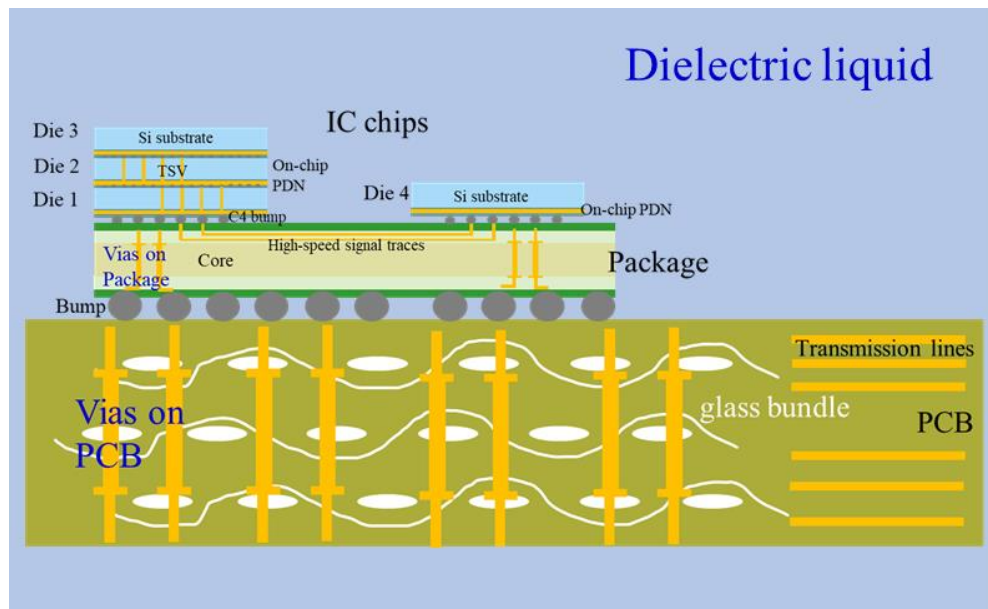 Dielectric liquid
IC chips
Die 3
Si substrate
Die 2
TSV
On-chip
PDN
Die 1
C4 bump
Die 4
Si substrate
On-chip PDN
High-speed signal traces
Vias on
Package
Core
Package
Bump
Transmission lines
Vias on
PCB
glass bundle
PCB